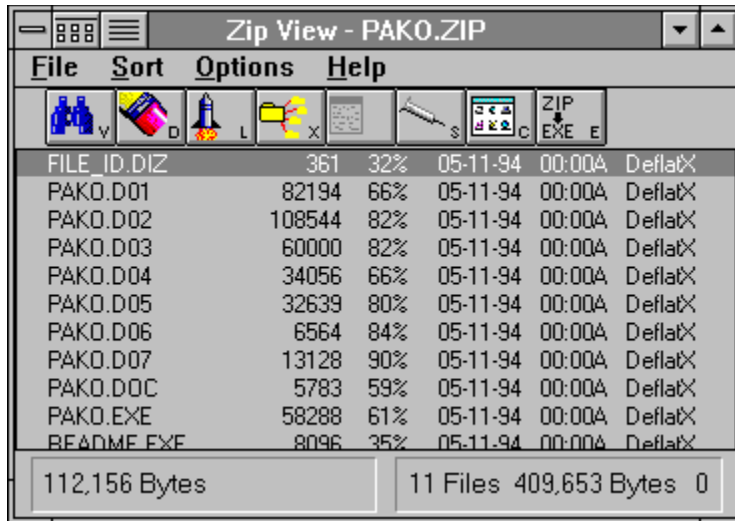 Zip View - PAKO.ZIP
File Sort Options Help
V D L X S C ZIP EXE E
FILE_ID.DIZ 361 32% 05-11-94 00:00A DeflatX
PAKO.D01 82194 66% 05-11-94 00:00A DeflatX
PAKO.D02 108544 82% 05-11-94 00:00A DeflatX
PAKO.D03 60000 82% 05-11-94 00:00A DeflatX
PAKO.D04 34056 66% 05-11-94 00:00A DeflatX
PAKO.D05 32639 80% 05-11-94 00:00A DeflatX
PAKO.D06 6564 84% 05-11-94 00:00A DeflatX
PAKO.D07 13128 90% 05-11-94 00:00A DeflatX
PAKO.DOC 5783 59% 05-11-94 00:00A DeflatX
PAKO.EXE 58288 61% 05-11-94 00:00A DeflatX
README.EXE 8096 35% 05-11-94 00:00A DeflatX
112,156 Bytes 11 Files 409,653 Bytes 0